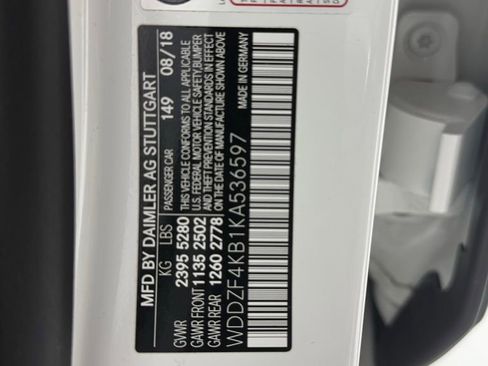 MFD BY DAIMLER AG STUTTGART
KG LBS PASSENGER CAR 149 08/18
GVWR 2395 5280
GAWR FRONT 1135 2502
GAWR REAR 1260 2778
THIS VEHICLE CONFORMS TO ALL APPLICABLE
U.S. FEDERAL MOTOR VEHICLE SAFETY, BUMPER
AND THEFT PREVENTION STANDARDS IN EFFECT
ON THE DATE OF MANUFACTURE SHOWN ABOVE.
WDDZF4KB1KA536597 MADE IN GERMANY